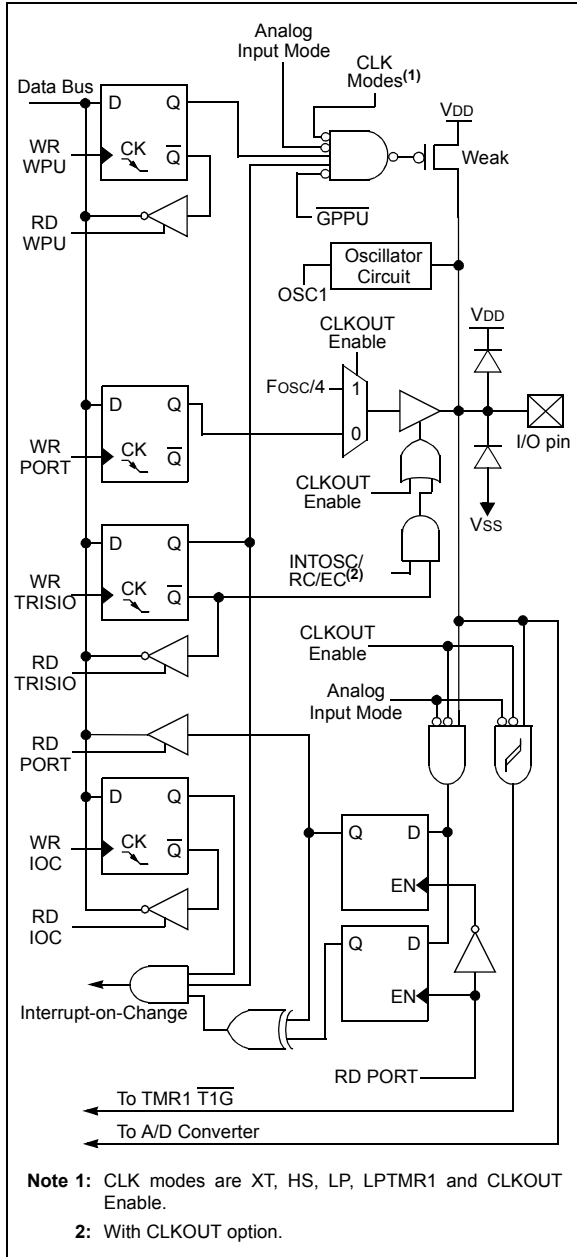 Analog
Input Mode
CLK
Modes(1)
Data Bus
D Q
WR
WPU
CK Q
VDD
Weak
RD
WPU
GPPU
Oscillator
Circuit
OSC1
CLKOUT
Enable
VDD
FOSC/4
1
0
D Q
WR
PORT
CK Q
I/O pin
CLKOUT
Enable
VSS
D Q
WR
TRISIO
CK Q
INTOSC/
RC/EC(2)
RD
TRISIO
CLKOUT
Enable
Analog
Input Mode
RD
PORT
D Q
WR
IOC
CK Q
Q D
EN
RD
IOC
Q D
EN
Interrupt-on-Change
RD PORT
To TMR1 T1G
To A/D Converter
Note 1: CLK modes are XT, HS, LP, LPTMR1 and CLKOUT
Enable.
2: With CLKOUT option.